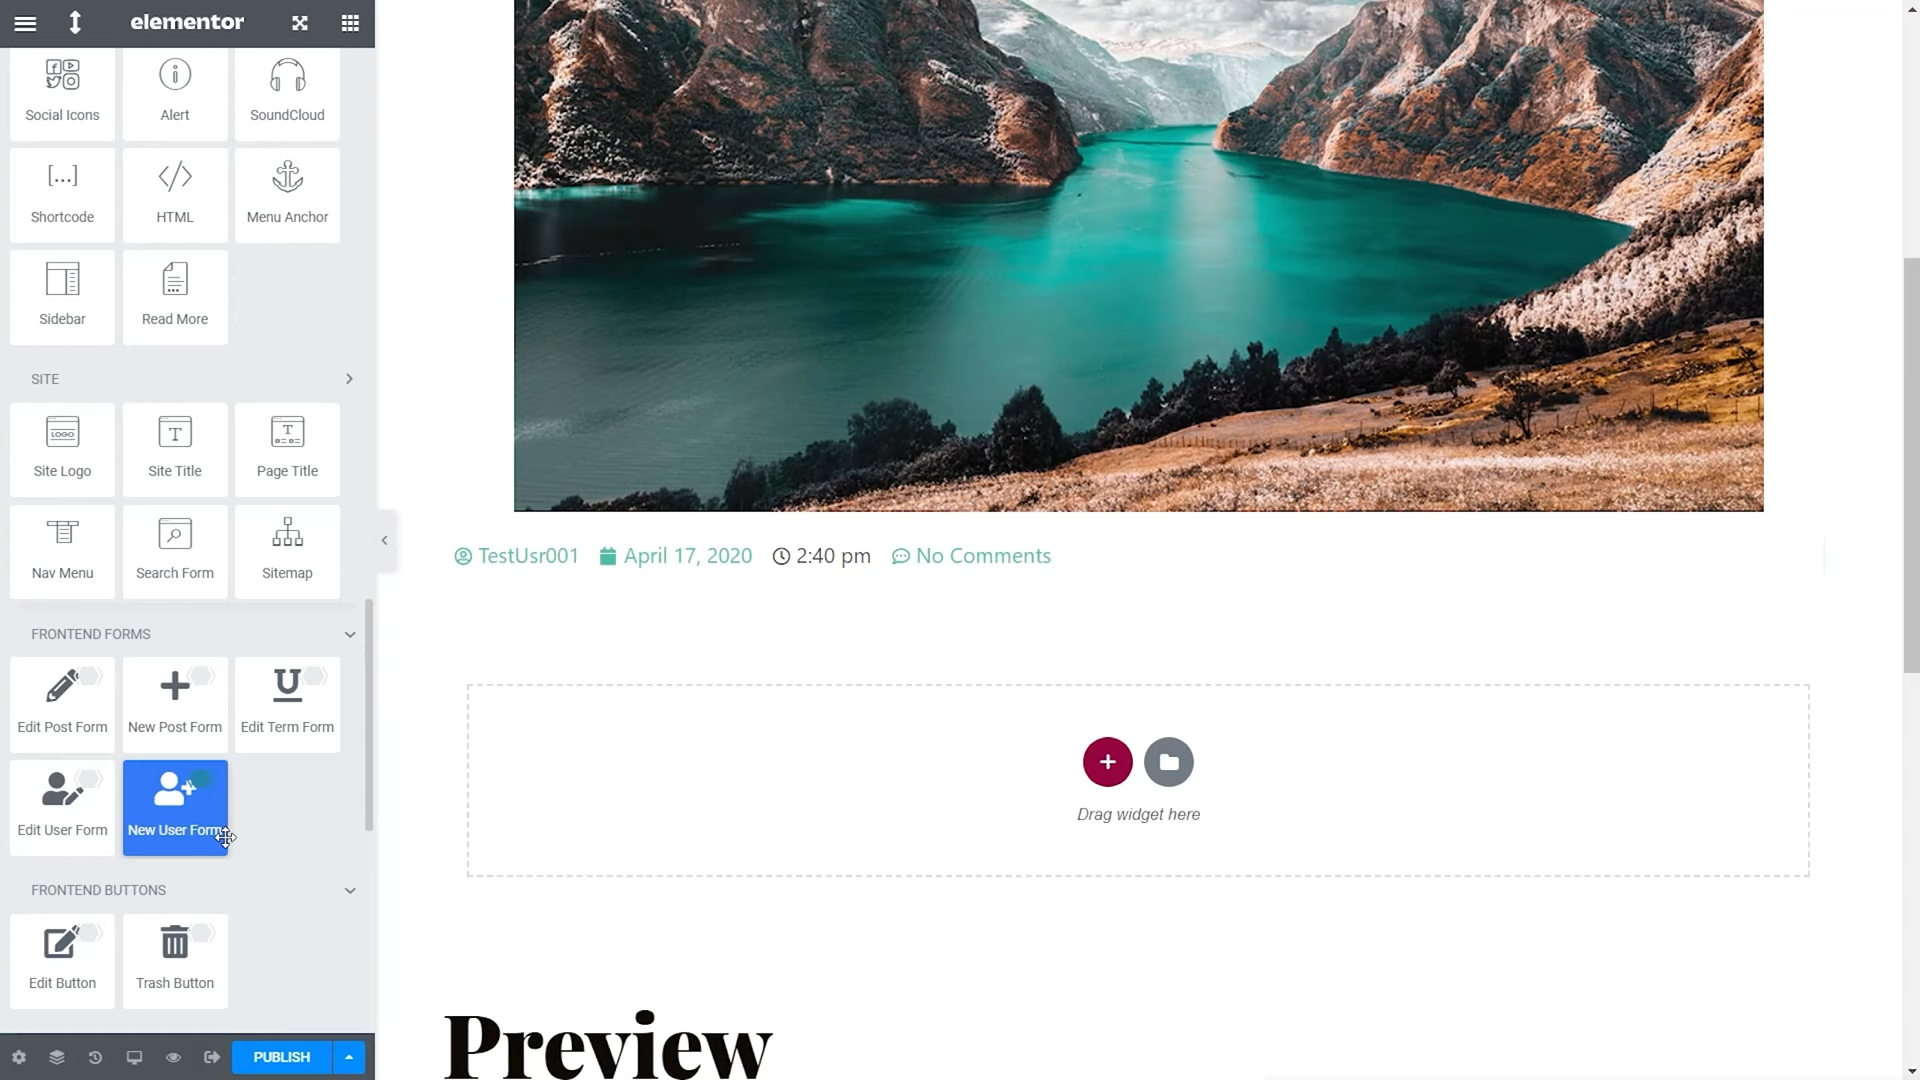 elementor
Social Icons
Alert
SoundCloud
Shortcode
HTML
Menu Anchor
Sidebar
Read More
SITE
LOGO
Site Logo
Site Title
Page Title
Nav Menu
Search Form
Sitemap
FRONTEND FORMS
Edit Post Form
New Post Form
Edit Term Form
Edit User Form
New User Form
FRONTEND BUTTONS
Edit Button
Trash Button
PUBLISH
TestUsr001 April 17, 2020 2:40 pm No Comments
Drag widget here
Preview